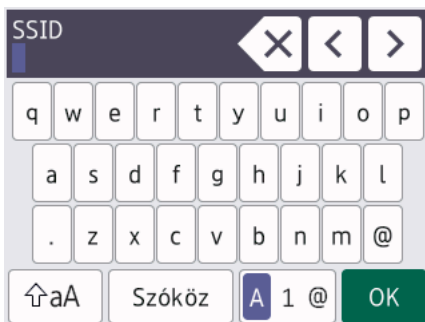 SSID
q w e r t y u i o p
a s d f g h j k l
. z x c v b n m @
aA Szóköz A 1 @ OK